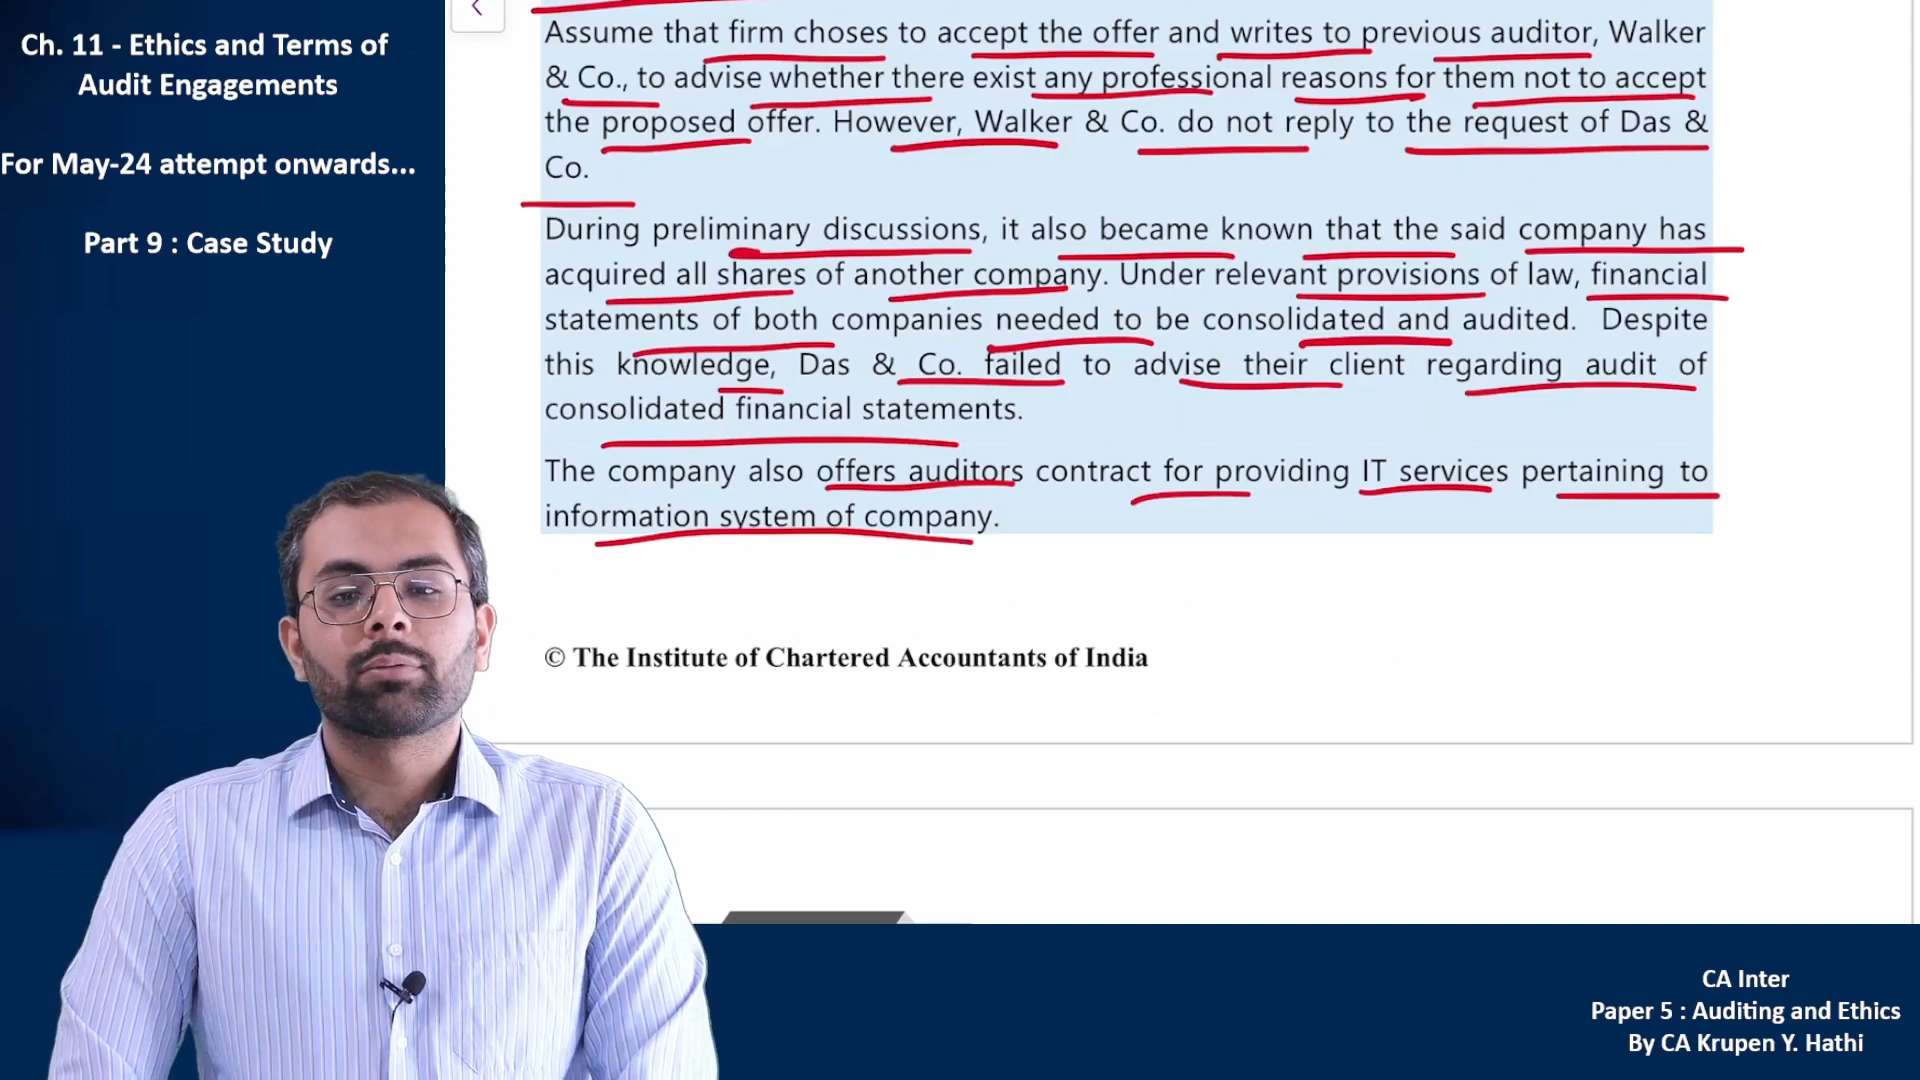 Ch. 11 - Ethics and Terms of
Audit Engagements
For May-24 attempt onwards...
Part 9 : Case Study
Assume that firm choses to accept the offer and writes to previous auditor, Walker
& Co., to advise whether there exist any professional reasons for them not to accept
the proposed offer. However, Walker & Co. do not reply to the request of Das &
Co.
During preliminary discussions, it also became known that the said company has
acquired all shares of another company. Under relevant provisions of law, financial
statements of both companies needed to be consolidated and audited. Despite
this knowledge, Das & Co. failed to advise their client regarding audit of
consolidated financial statements.
The company also offers auditors contract for providing IT services pertaining to
information system of company.
© The Institute of Chartered Accountants of India
CA Inter
Paper 5 : Auditing and Ethics
By CA Krupen Y. Hathi